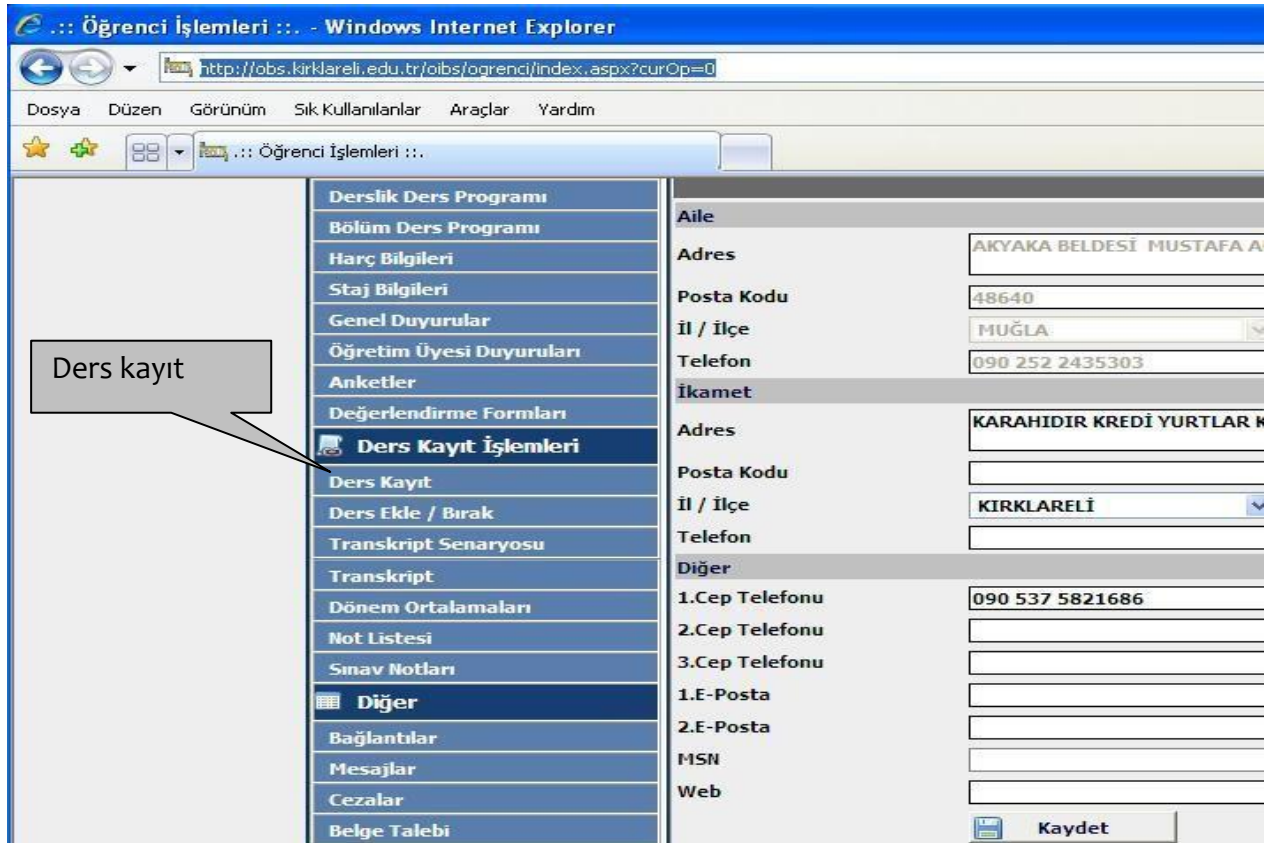 .:: Öğrenci İşlemleri ::. - Windows Internet Explorer
http://obs.kirklareli.edu.tr/oibs/ogrenci/index.aspx?curOp=0
Dosya Düzen Görünüm Sık Kullanılanlar Araçlar Yardım
.:: Öğrenci İşlemleri ::.
Ders kayıt
Derslik Ders Programı
Bölüm Ders Programı
Harç Bilgileri
Staj Bilgileri
Genel Duyurular
Öğretim Üyesi Duyuruları
Anketler
Değerlendirme Formları
Ders Kayıt İşlemleri
Ders Kayıt
Ders Ekle / Bırak
Transkript Senaryosu
Transkript
Dönem Ortalamaları
Not Listesi
Sınav Notları
Diğer
Bağlantılar
Mesajlar
Cezalar
Belge Talebi
Aile
Adres AKYAKA BELDESİ MUSTAFA
Posta Kodu 48640
İl / İlçe MUĞLA
Telefon 090 252 2435303
İkamet
Adres KARAHIDIR KREDİ YURTLAR K
Posta Kodu
İl / İlçe KIRKLARELİ
Telefon
Diğer
1.Cep Telefonu 090 537 5821686
2.Cep Telefonu
3.Cep Telefonu
1.E-Posta
2.E-Posta
MSN
Web
Kaydet